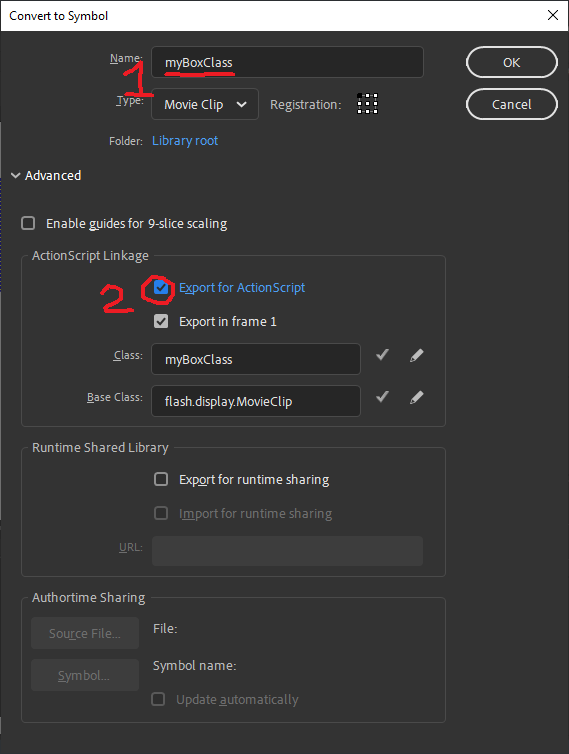 Convert to Symbol
Name: myBoxClass OK
1
Type: Movie Clip Registration: Cancel
Folder: Library root
Advanced
Enable guides for 9-slice scaling
ActionScript Linkage
2 Export for ActionScript
Export in frame 1
Class: myBoxClass
Base Class: flash.display.MovieClip
Runtime Shared Library
Export for runtime sharing
Import for runtime sharing
URL:
Authortime Sharing
Source File... File:
Symbol... Symbol name:
Update automatically